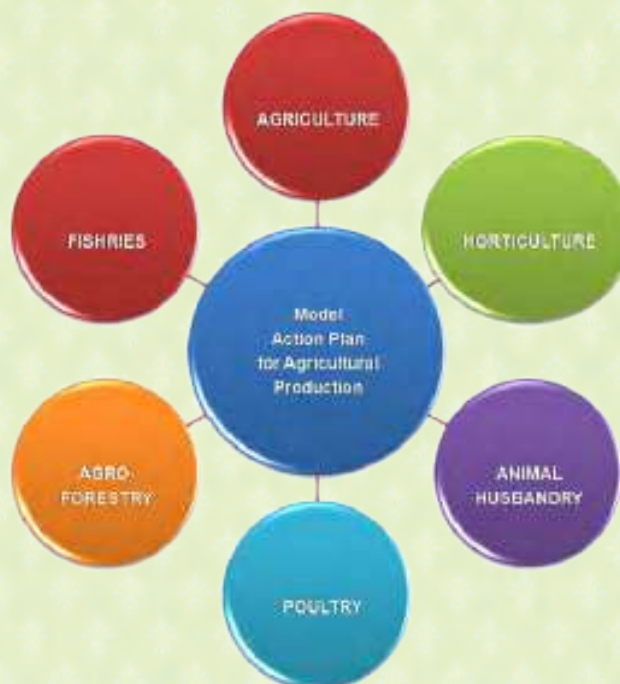 AGRICULTURE
FISHRIES
HORTICULTURE
Model
Action Plan
for Agricultural
Production
AGRO-
FORESTRY
ANIMAL
HUSBANDRY
POULTRY